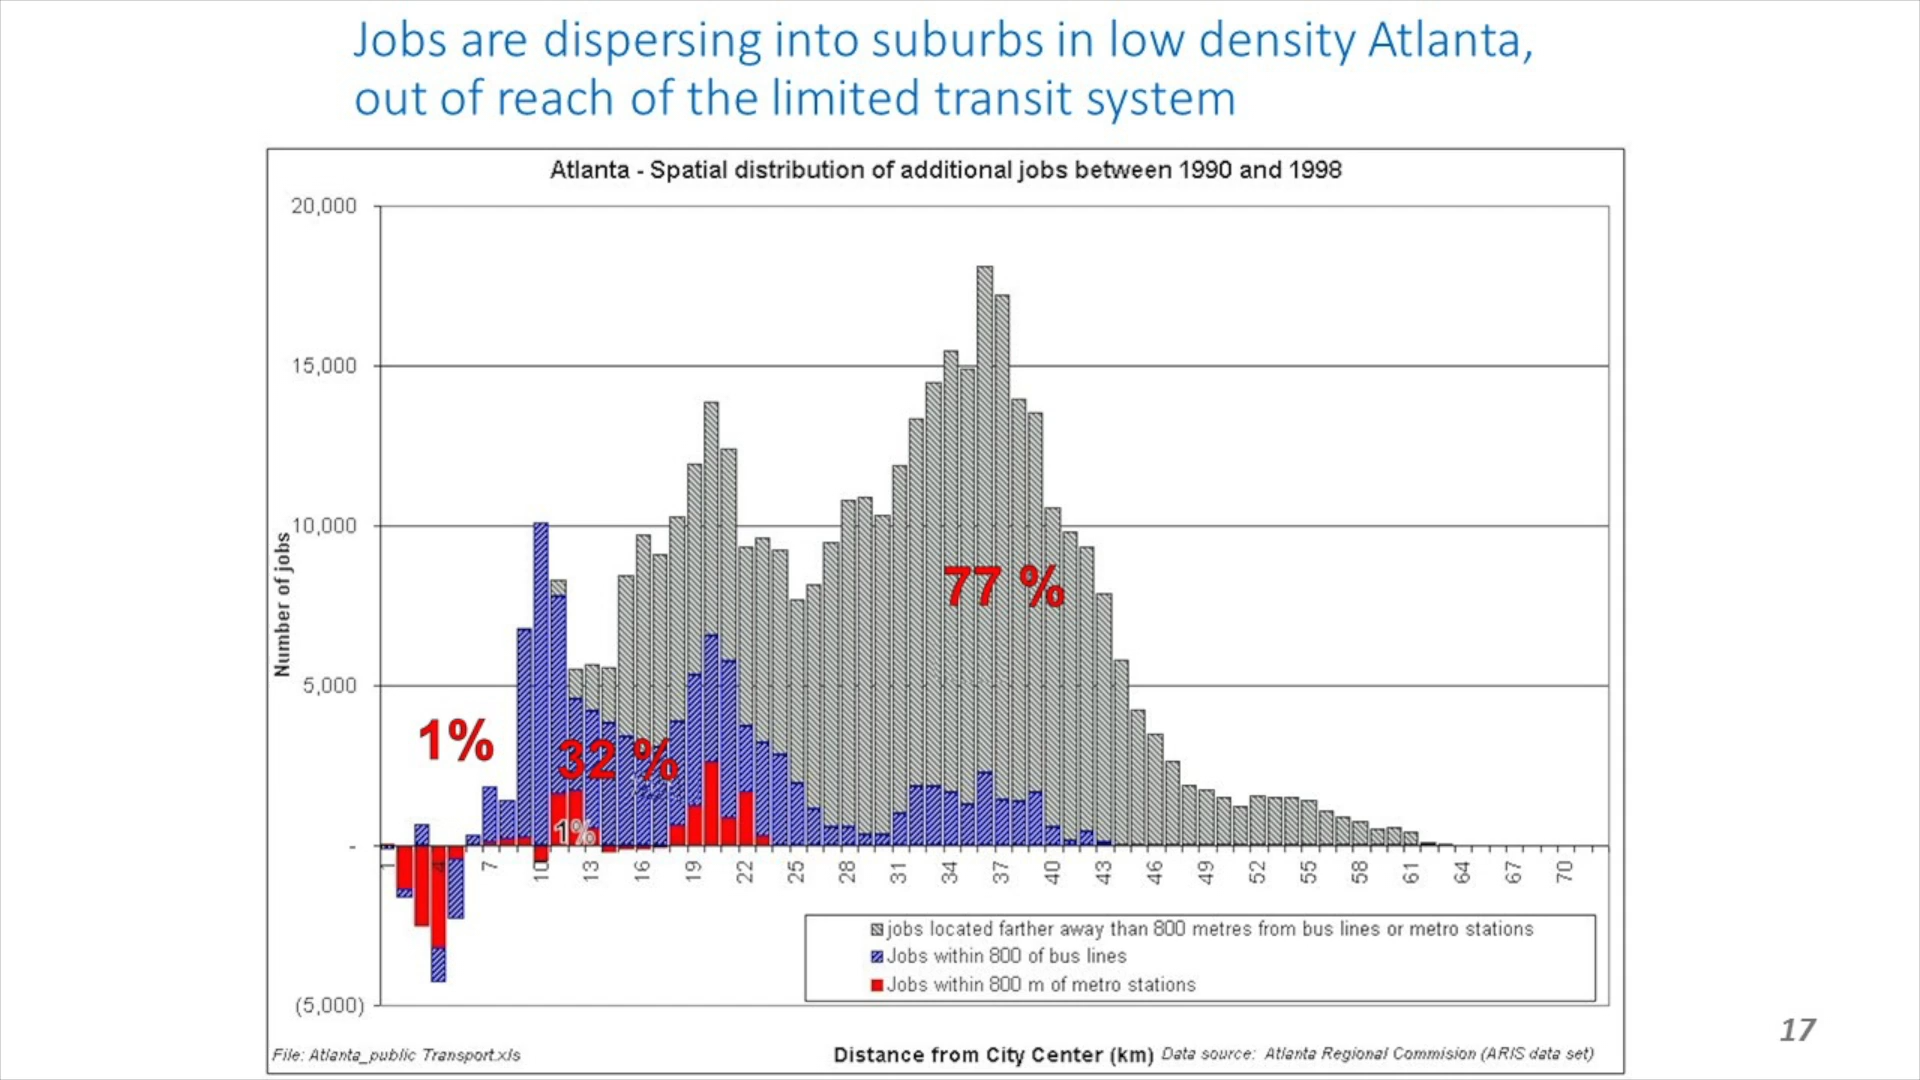 Jobs are dispersing into suburbs in low density Atlanta,
out of reach of the limited transit system
Atlanta - Spatial distribution of additional jobs between 1990 and 1998
20,000
15,000
10,000
5,000
-
(5,000)
Number of jobs
1%
32 %
1%
77 %
1 4 7 10 13 16 19 22 25 28 31 34 37 40 43 46 49 52 55 58 61 64 67 70
jobs located farther away than 800 metres from bus lines or metro stations
Jobs within 800 of bus lines
Jobs within 800 m of metro stations
File: Atlanta_public Transport.xls
Distance from City Center (km)
Data source: Atlanta Regional Commision (ARIS data set)
17